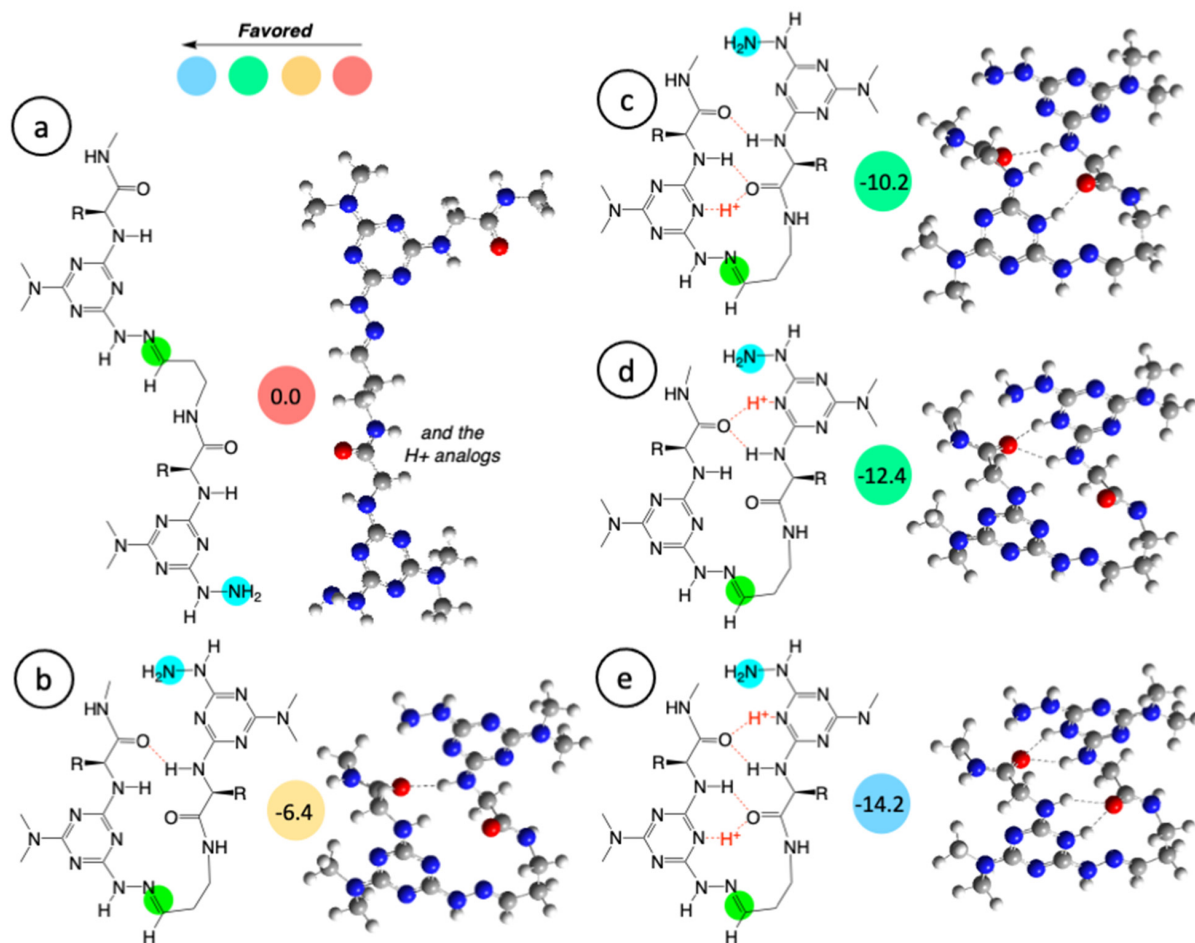 Favored
a
HN
O
R
N-H
N N
N N
N-N
H
H
HN
O
R
N-H
N N
N N
N-NH2
H
0.0
and the
H+ analogs
b
H
H2N-N
N N
HN
N N
O
R
H-N
N-H
R
O
N N
NH
N N
N-N
H
H
-6.4
c
H
H2N-N
N N
HN
N N
O
R
H-N
N-H
R
O
N N
H+
NH
N N
N-N
H
H
-10.2
d
H
H2N-N
H+
N N
HN
N N
O
R
H-N
N-H
R
O
N N
NH
N N
N-N
H
H
-12.4
e
H
H2N-N
H+
N N
HN
N N
O
R
H-N
N-H
R
O
N N
H+
NH
N N
N-N
H
H
-14.2